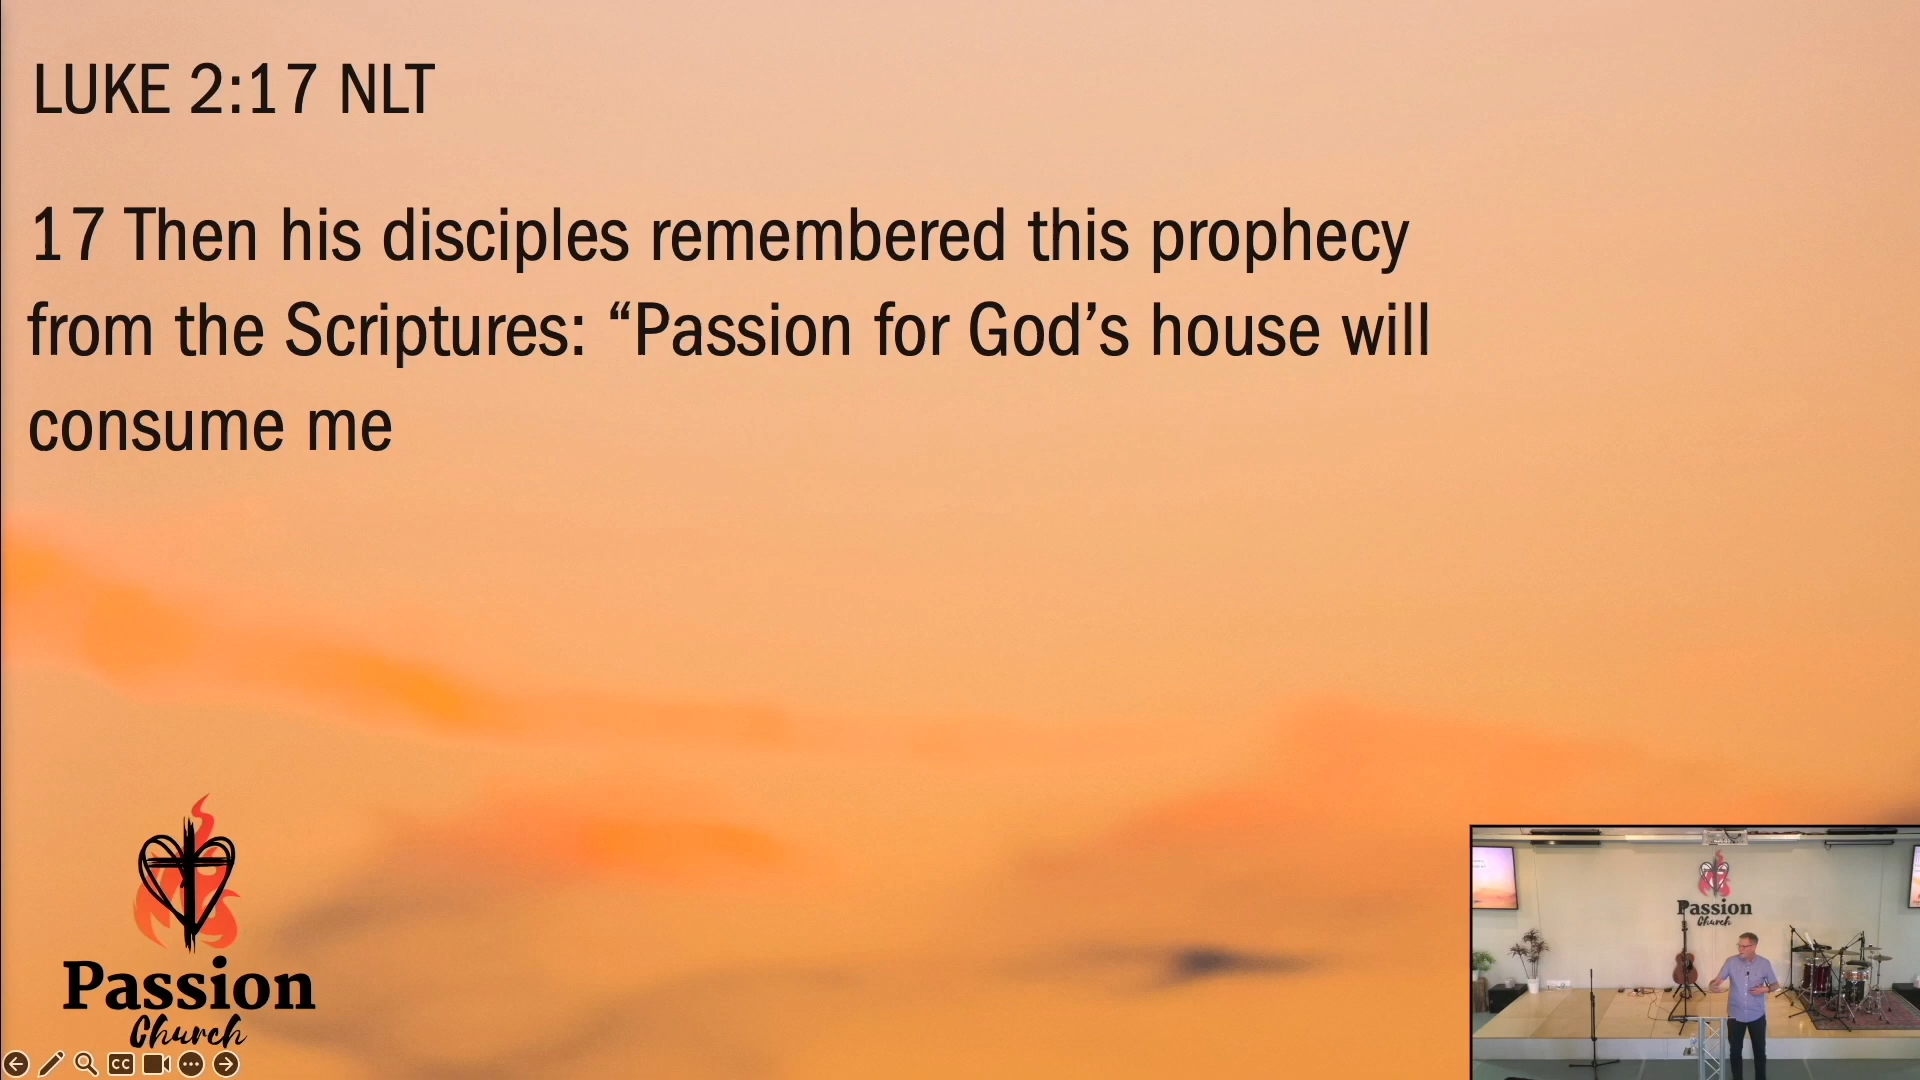 LUKE 2:17 NLT
17 Then his disciples remembered this prophecy
from the Scriptures: “Passion for God’s house will
consume me
Passion
Church
CC
Passion
Church